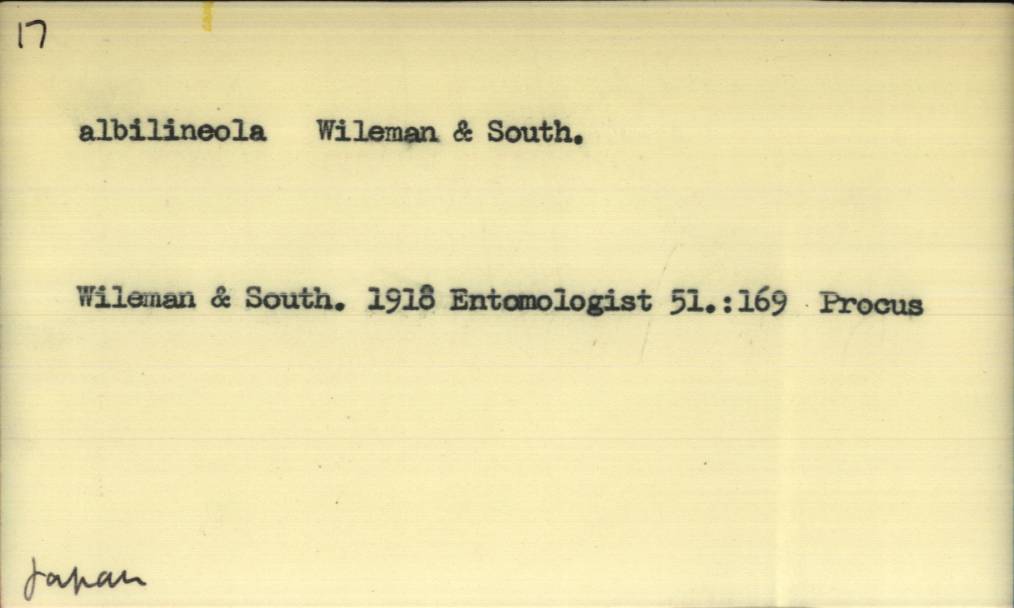 17
albilineola Wileman & South.
Wileman & South. 1918 Entomologist 51.:169 Procus
Japan